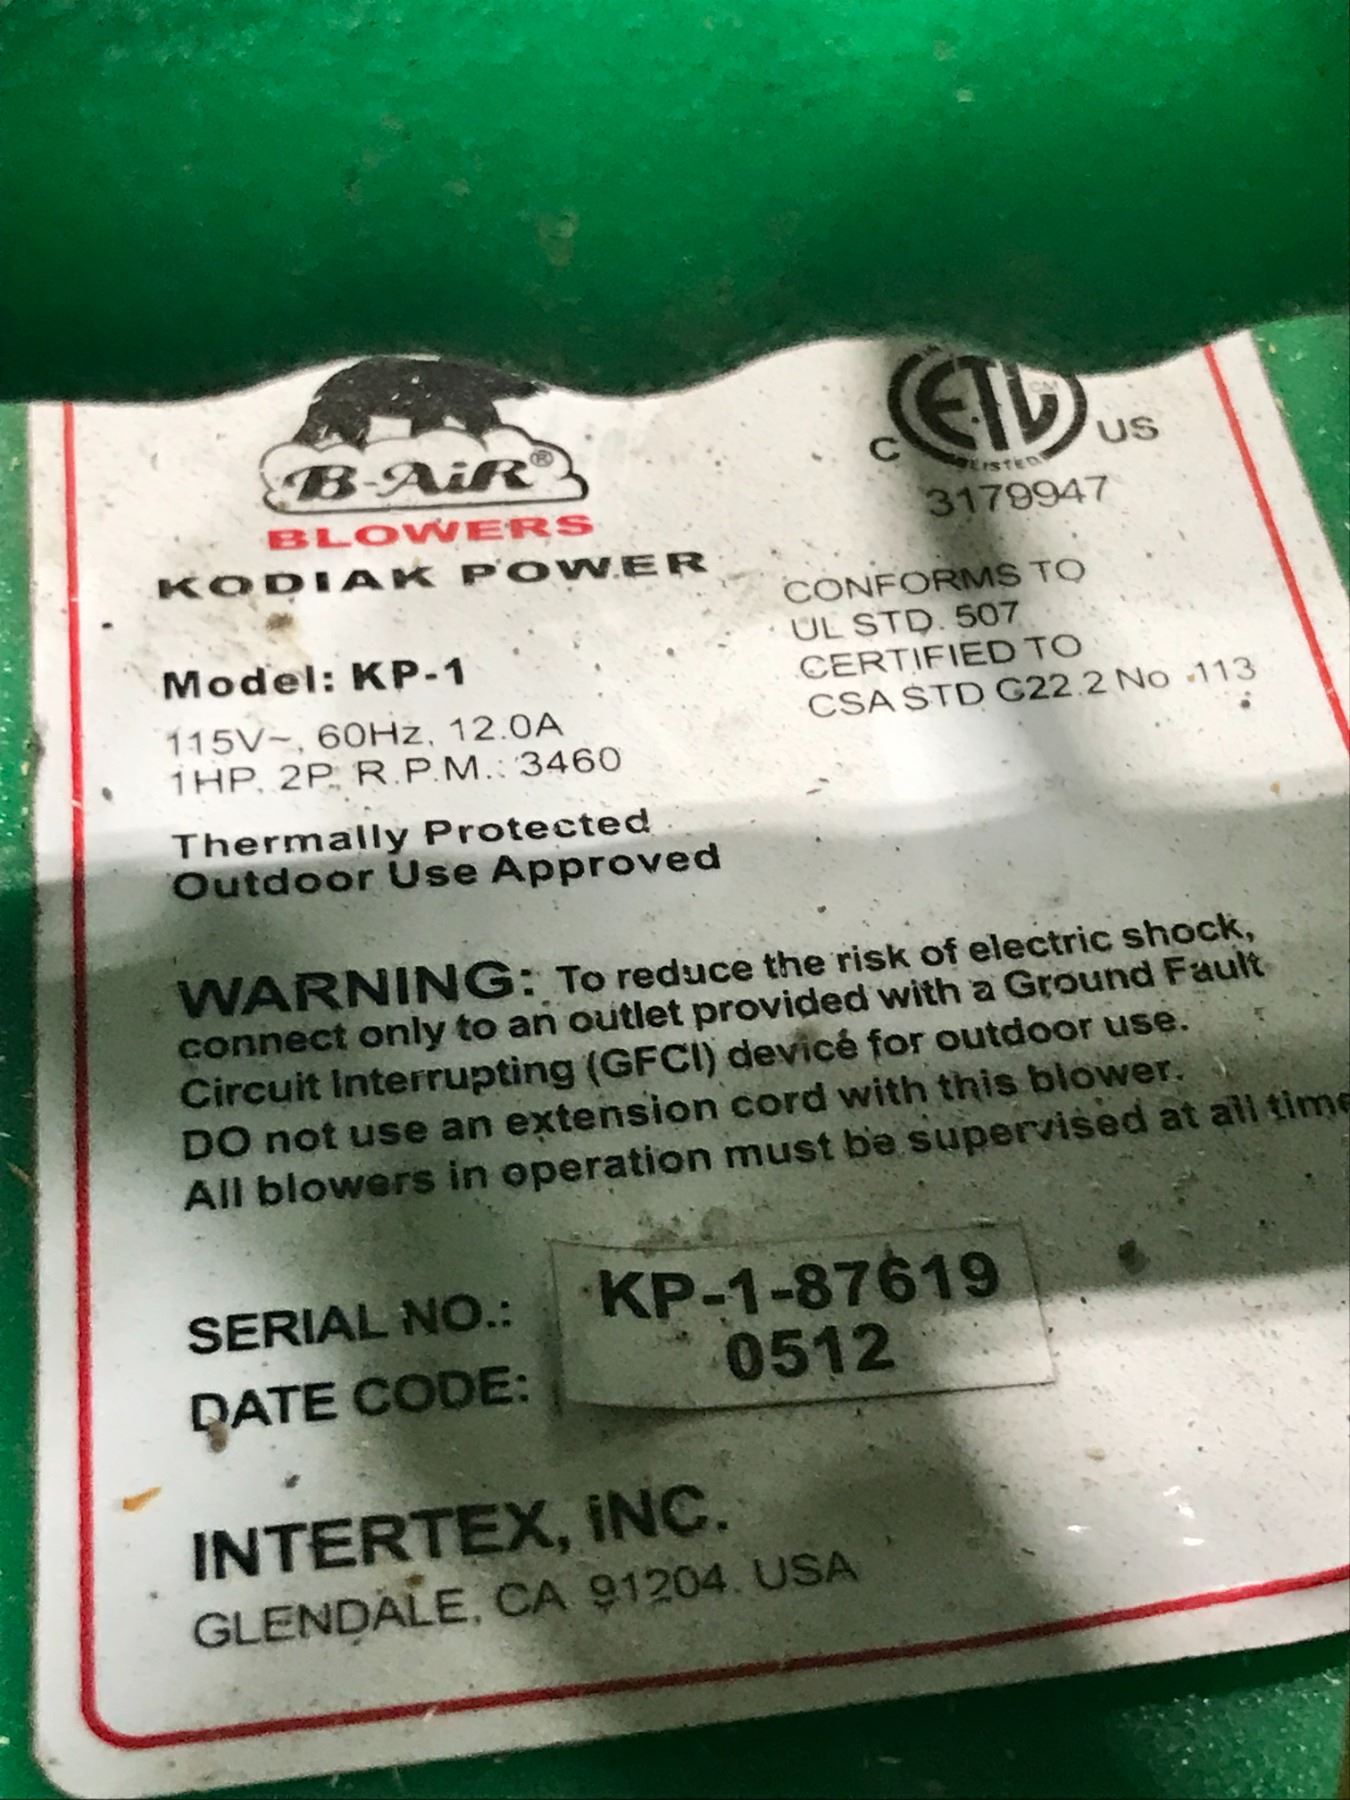 B-AiR®
BLOWERS
KODIAK POWER
Model: KP-1
115V~, 60Hz, 12.0A
1HP, 2P, R.P.M.: 3460
Thermally Protected
Outdoor Use Approved
ETL CM
C US
LISTED
3179947
CONFORMS TO
UL STD. 507
CERTIFIED TO
CSA STD C22.2 No .113
WARNING: To reduce the risk of electric shock,
connect only to an outlet provided with a Ground Fault
Circuit Interrupting (GFCI) device for outdoor use.
DO not use an extension cord with this blower.
All blowers in operation must be supervised at all time
SERIAL NO.: KP-1-87619
DATE CODE: 0512
INTERTEX, iNC.
GLENDALE, CA 91204. USA